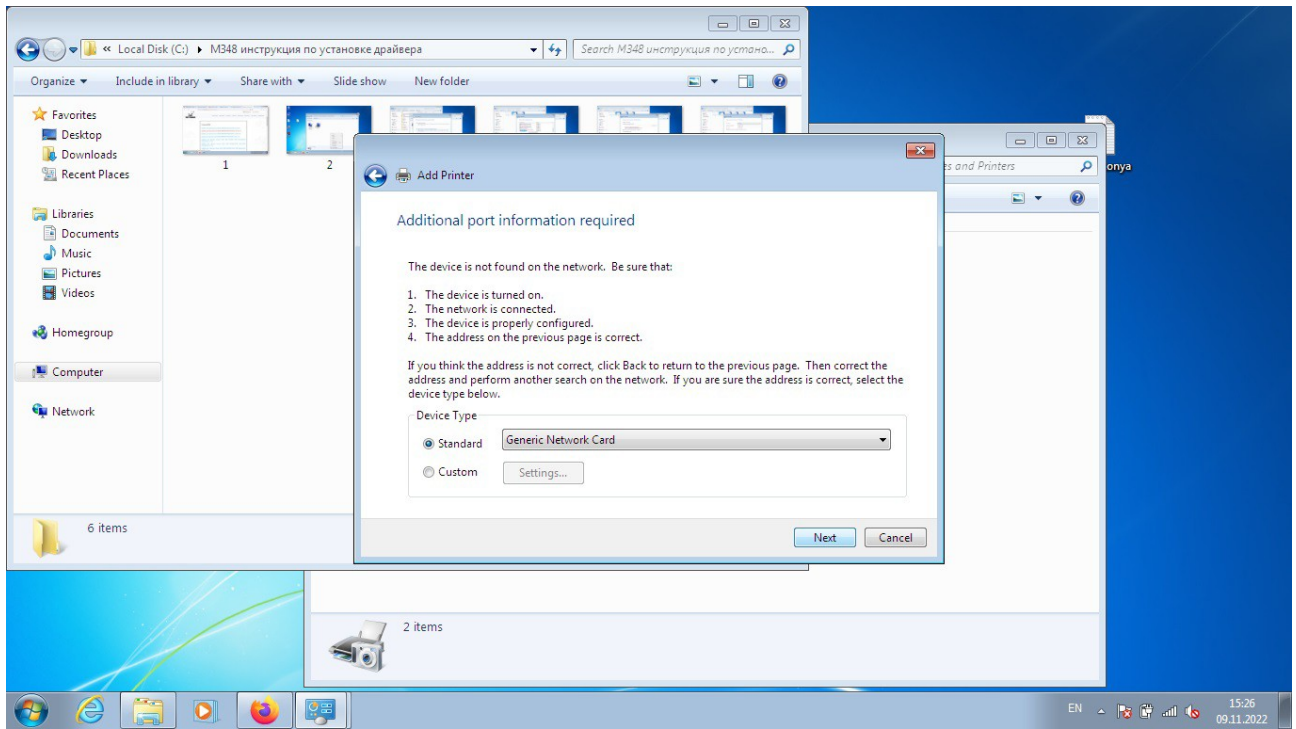 « Local Disk (C:) ▸ М348 инструкция по установке драйвера
Search М348 инструкция по устано...
Organize
Include in library
Share with
Slide show
New folder
Favorites
Desktop
Downloads
Recent Places
Libraries
Documents
Music
Pictures
Videos
Homegroup
Computer
Network
1
2
6 items
Add Printer
Additional port information required
The device is not found on the network. Be sure that:
1. The device is turned on.
2. The network is connected.
3. The device is properly configured.
4. The address on the previous page is correct.
If you think the address is not correct, click Back to return to the previous page. Then correct the
address and perform another search on the network. If you are sure the address is correct, select the
device type below.
Device Type
Standard
Generic Network Card
Custom
Settings...
Next
Cancel
es and Printers
onya
2 items
EN
15:26
09.11.2022